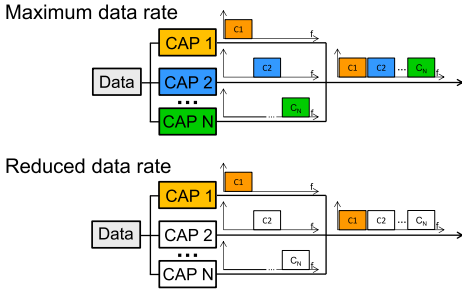 Maximum data rate
CAP 1
C1
f
Data
CAP 2
C2
f
C1 C2 ... CN
f
...
CAP N
... CN
f
Reduced data rate
CAP 1
C1
f
Data
CAP 2
C2
f
C1 C2 ... CN
f
...
CAP N
... CN
f